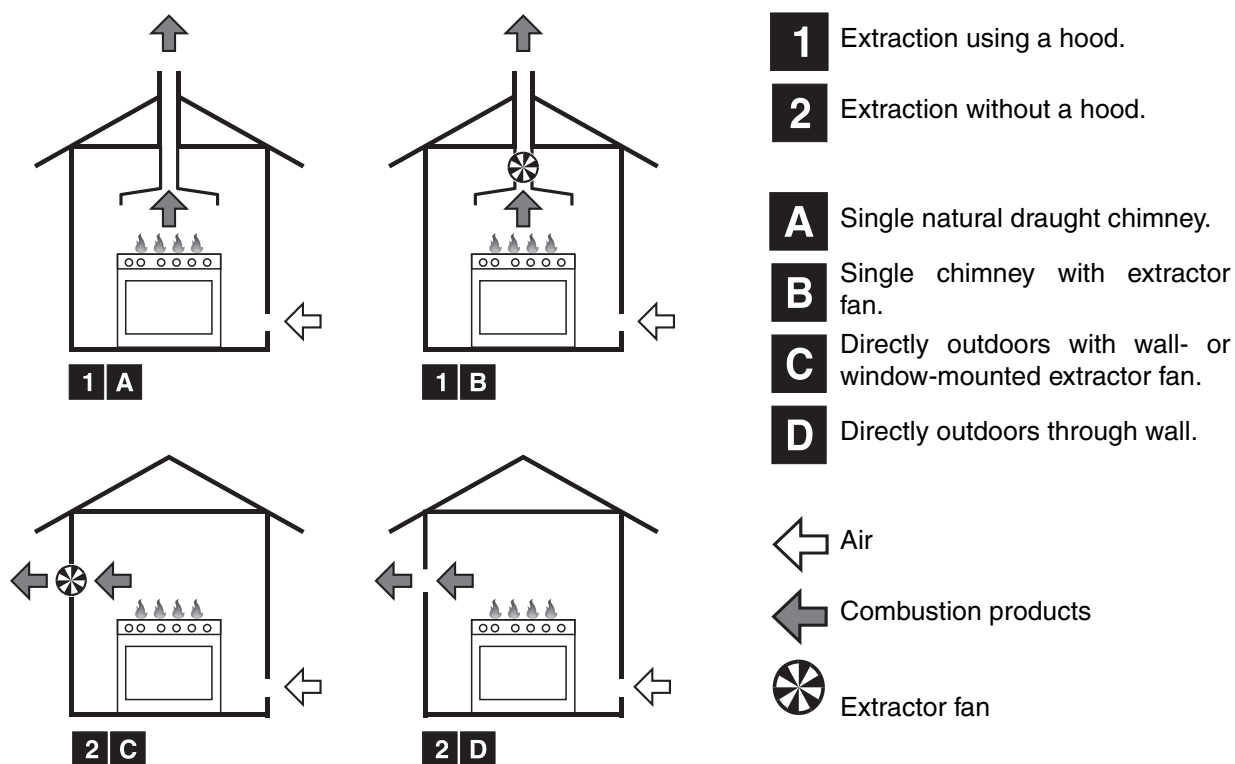 1 A
1 B
2 C
2 D
1 Extraction using a hood.
2 Extraction without a hood.
A Single natural draught chimney.
B Single chimney with extractor
fan.
C Directly outdoors with wall- or
window-mounted extractor fan.
D Directly outdoors through wall.
Air
Combustion products
Extractor fan